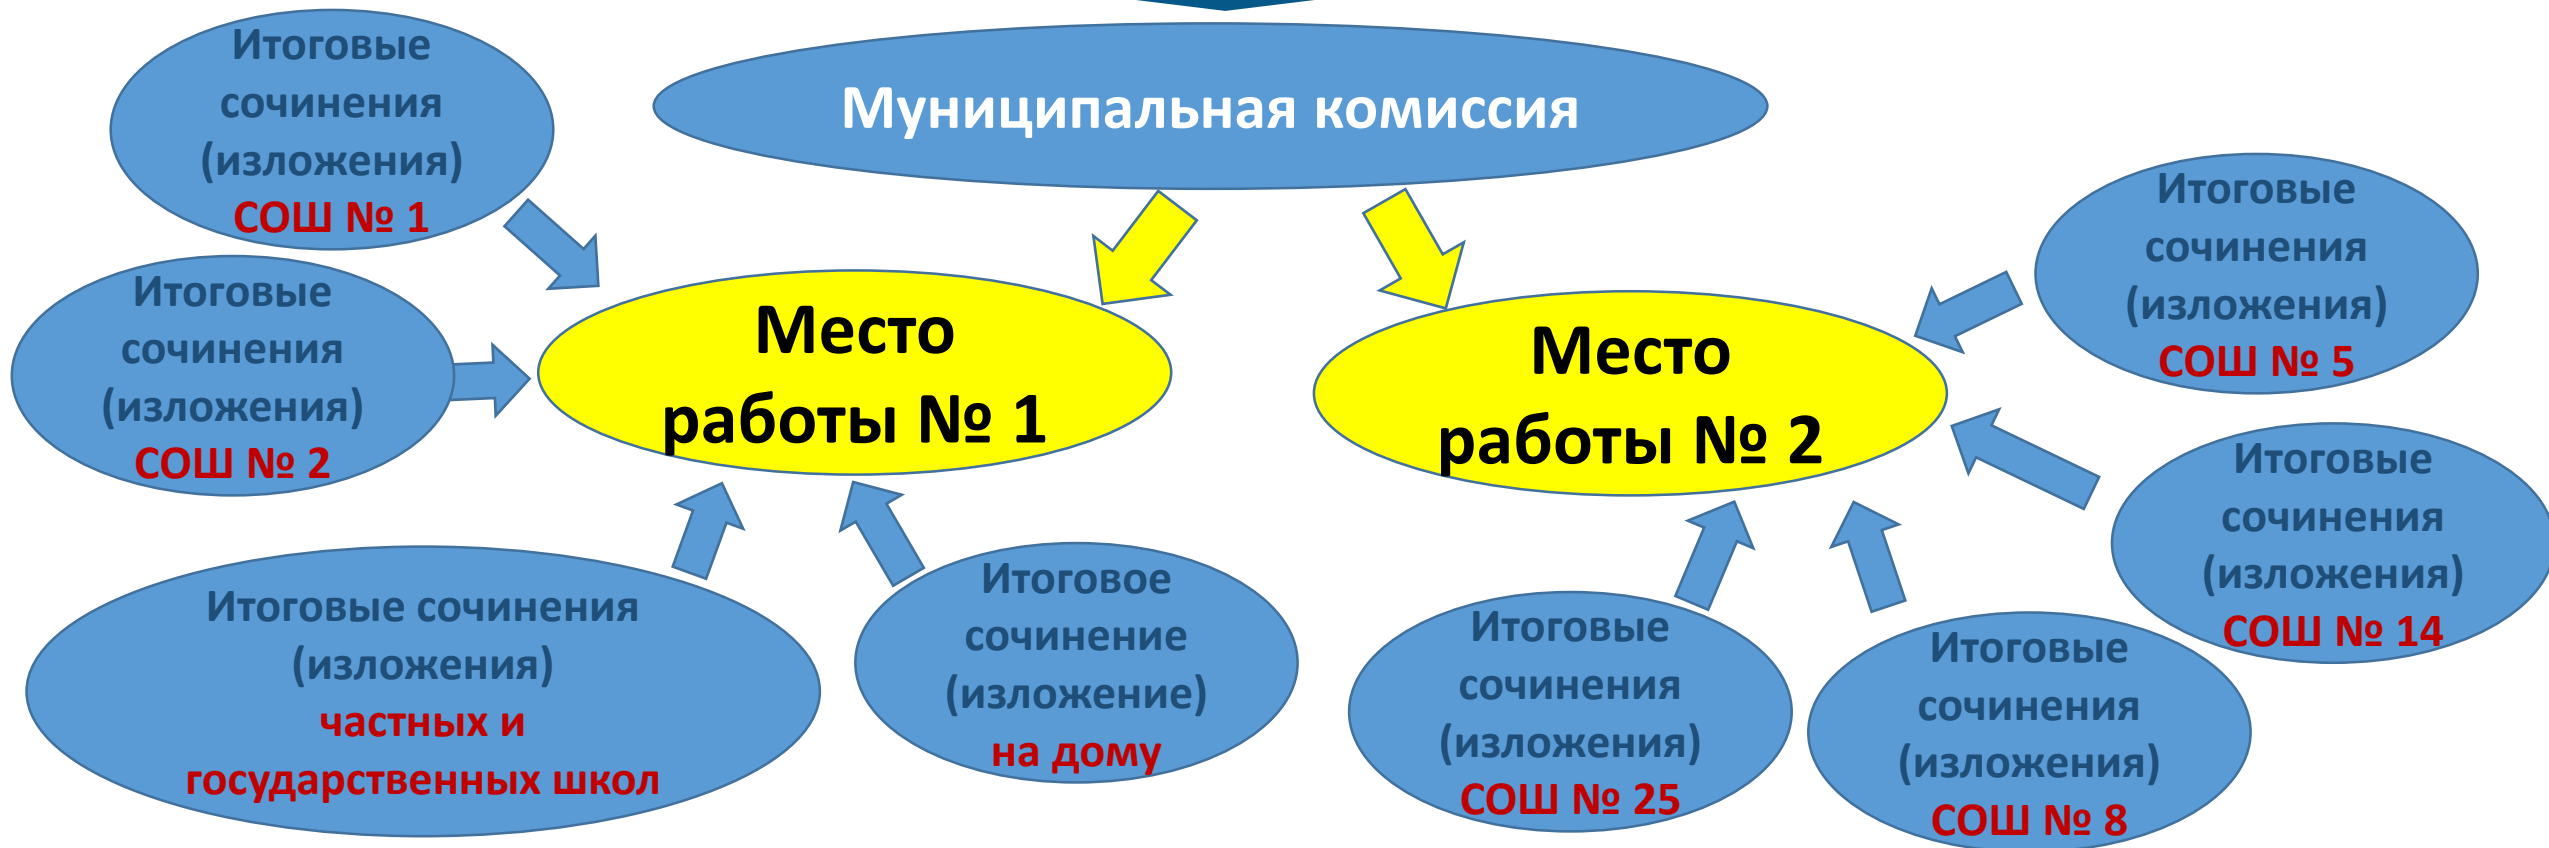 Итоговые
сочинения
(изложения)
СОШ № 1
Муниципальная комиссия
Итоговые
сочинения
(изложения)
СОШ № 2
Место
работы № 1
Место
работы № 2
Итоговые
сочинения
(изложения)
СОШ № 5
Итоговые
сочинения
(изложения)
СОШ № 14
Итоговые сочинения
(изложения)
частных и
государственных школ
Итоговое
сочинение
(изложение)
на дому
Итоговые
сочинения
(изложения)
СОШ № 25
Итоговые
сочинения
(изложения)
СОШ № 8